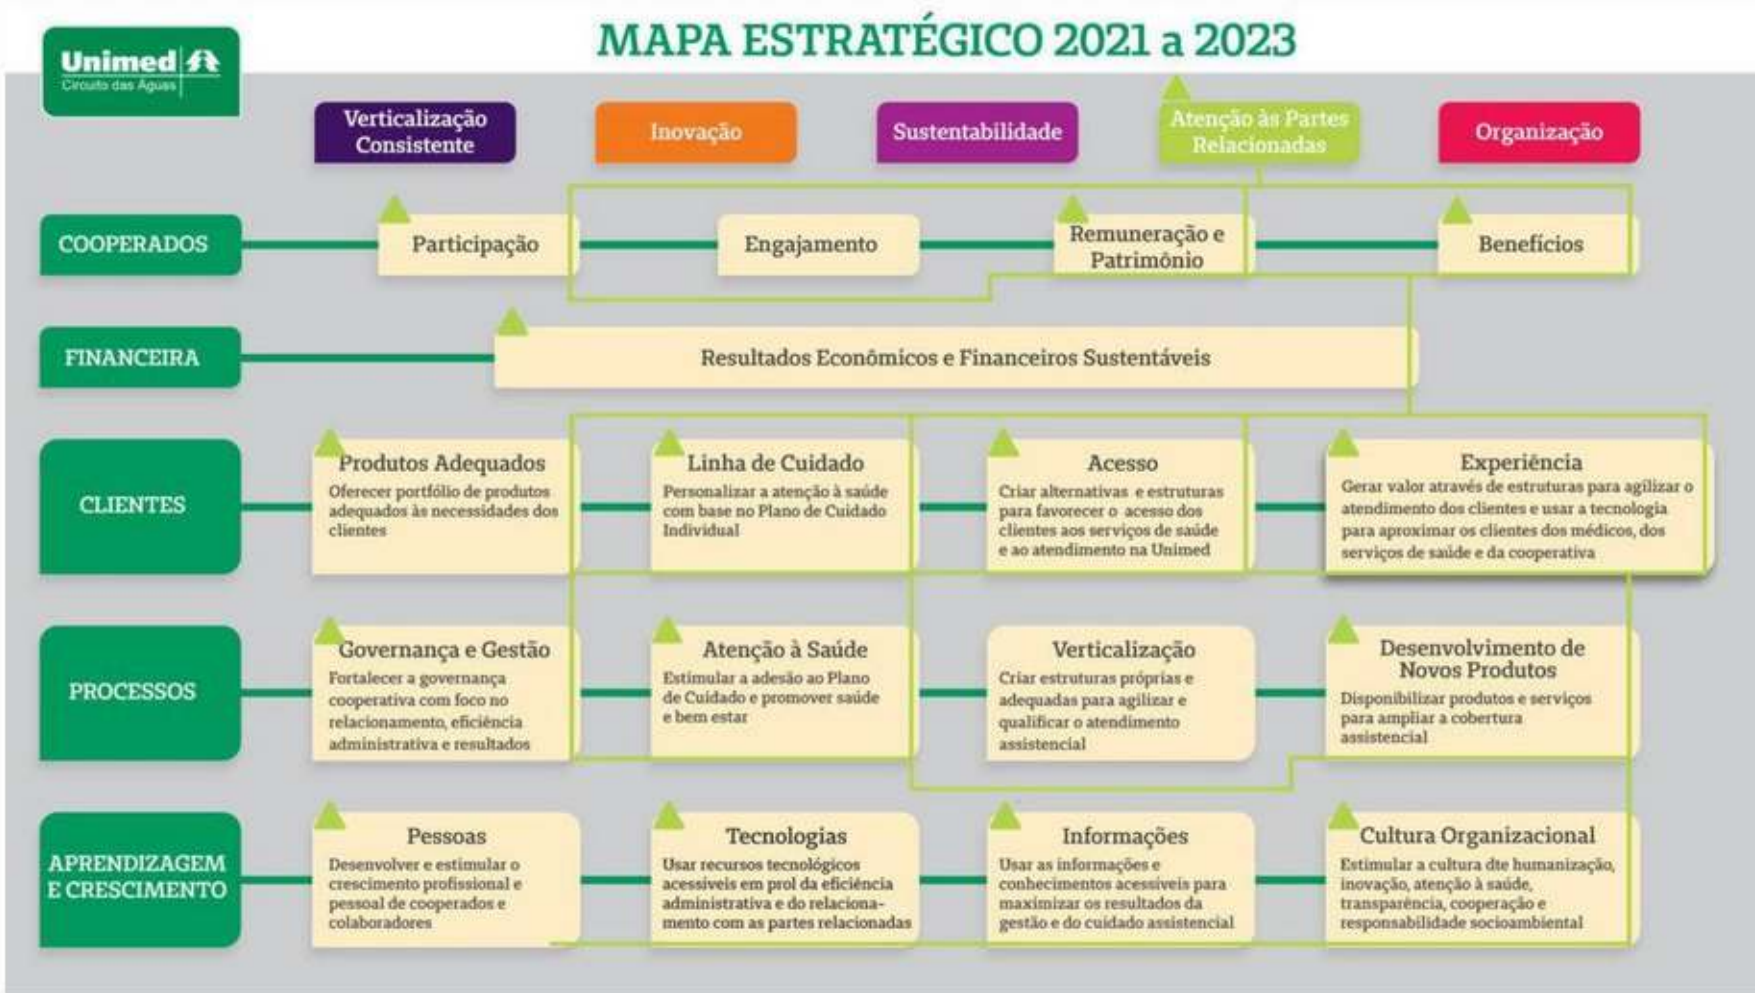 MAPA ESTRATÉGICO 2021 a 2023
Unimed
Circuito das Águas
Verticalização
Consistente
Inovação
Sustentabilidade
Atenção às Partes
Relacionadas
Organização
COOPERADOS
Participação
Engajamento
Remuneração e
Patrimônio
Benefícios
FINANCEIRA
Resultados Econômicos e Financeiros Sustentáveis
CLIENTES
Produtos Adequados
Oferecer portfólio de produtos
adequados às necessidades dos
clientes
Linha de Cuidado
Personalizar a atenção à saúde
com base no Plano de Cuidado
Individual
Acesso
Criar alternativas e estruturas
para favorecer o acesso dos
clientes aos serviços de saúde
e ao atendimento na Unimed
Experiência
Gerar valor através de estruturas para agilizar o
atendimento dos clientes e usar a tecnologia
para aproximar os clientes dos médicos, dos
serviços de saúde e da cooperativa
PROCESSOS
Governança e Gestão
Fortalecer a governança
cooperativa com foco no
relacionamento, eficiência
administrativa e resultados
Atenção à Saúde
Estimular a adesão ao Plano
de Cuidado e promover saúde
e bem estar
Verticalização
Criar estruturas próprias e
adequadas para agilizar e
qualificar o atendimento
assistencial
Desenvolvimento de
Novos Produtos
Disponibilizar produtos e serviços
para ampliar a cobertura
assistencial
APRENDIZAGEM
E CRESCIMENTO
Pessoas
Desenvolver e estimular o
crescimento profissional e
pessoal de cooperados e
colaboradores
Tecnologias
Usar recursos tecnológicos
acessíveis em prol da eficiência
administrativa e do relaciona-
mento com as partes relacionadas
Informações
Usar as informações e
conhecimentos acessíveis para
maximizar os resultados da
gestão e do cuidado assistencial
Cultura Organizacional
Estimular a cultura dte humanização,
inovação, atenção à saúde,
transparência, cooperação e
responsabilidade socioambiental